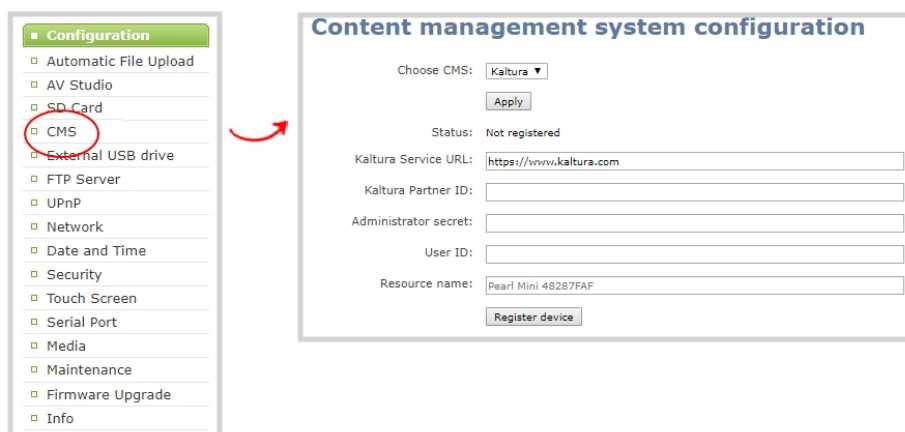 Configuration
Automatic File Upload
AV Studio
SD Card
CMS
External USB drive
FTP Server
UPnP
Network
Date and Time
Security
Touch Screen
Serial Port
Media
Maintenance
Firmware Upgrade
Info
Content management system configuration
Choose CMS: Kaltura
Apply
Status: Not registered
Kaltura Service URL: https://www.kaltura.com
Kaltura Partner ID:
Administrator secret:
User ID:
Resource name: Pearl Mini 48287FAF
Register device